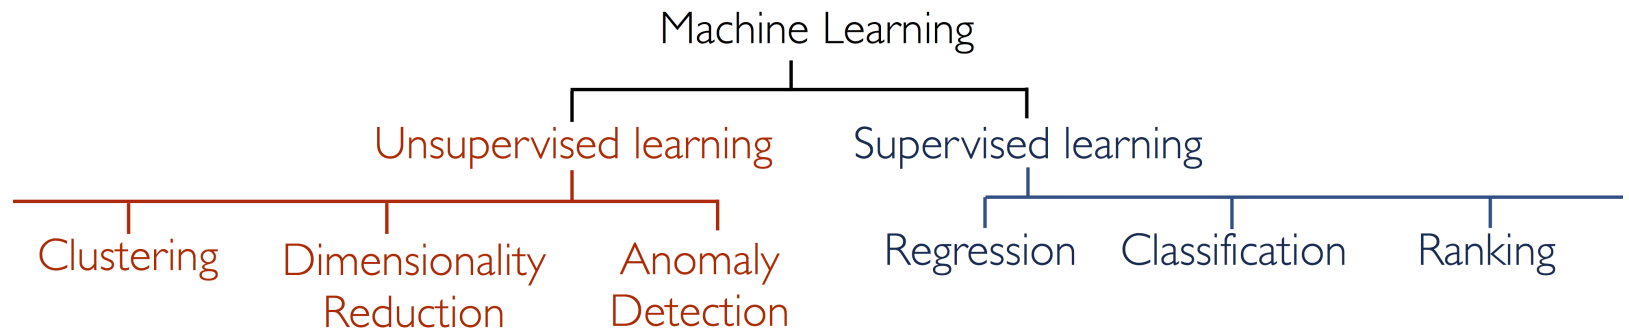 Machine Learning
Unsupervised learning
Supervised learning
Clustering
Dimensionality
Reduction
Anomaly
Detection
Regression
Classification
Ranking